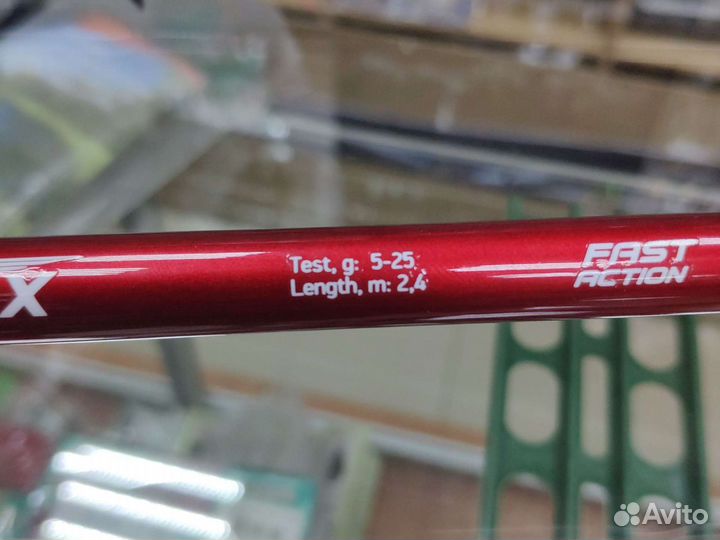 X
Test, g: 5-25
Length, m: 2,4
FAST
ACTION
Avito